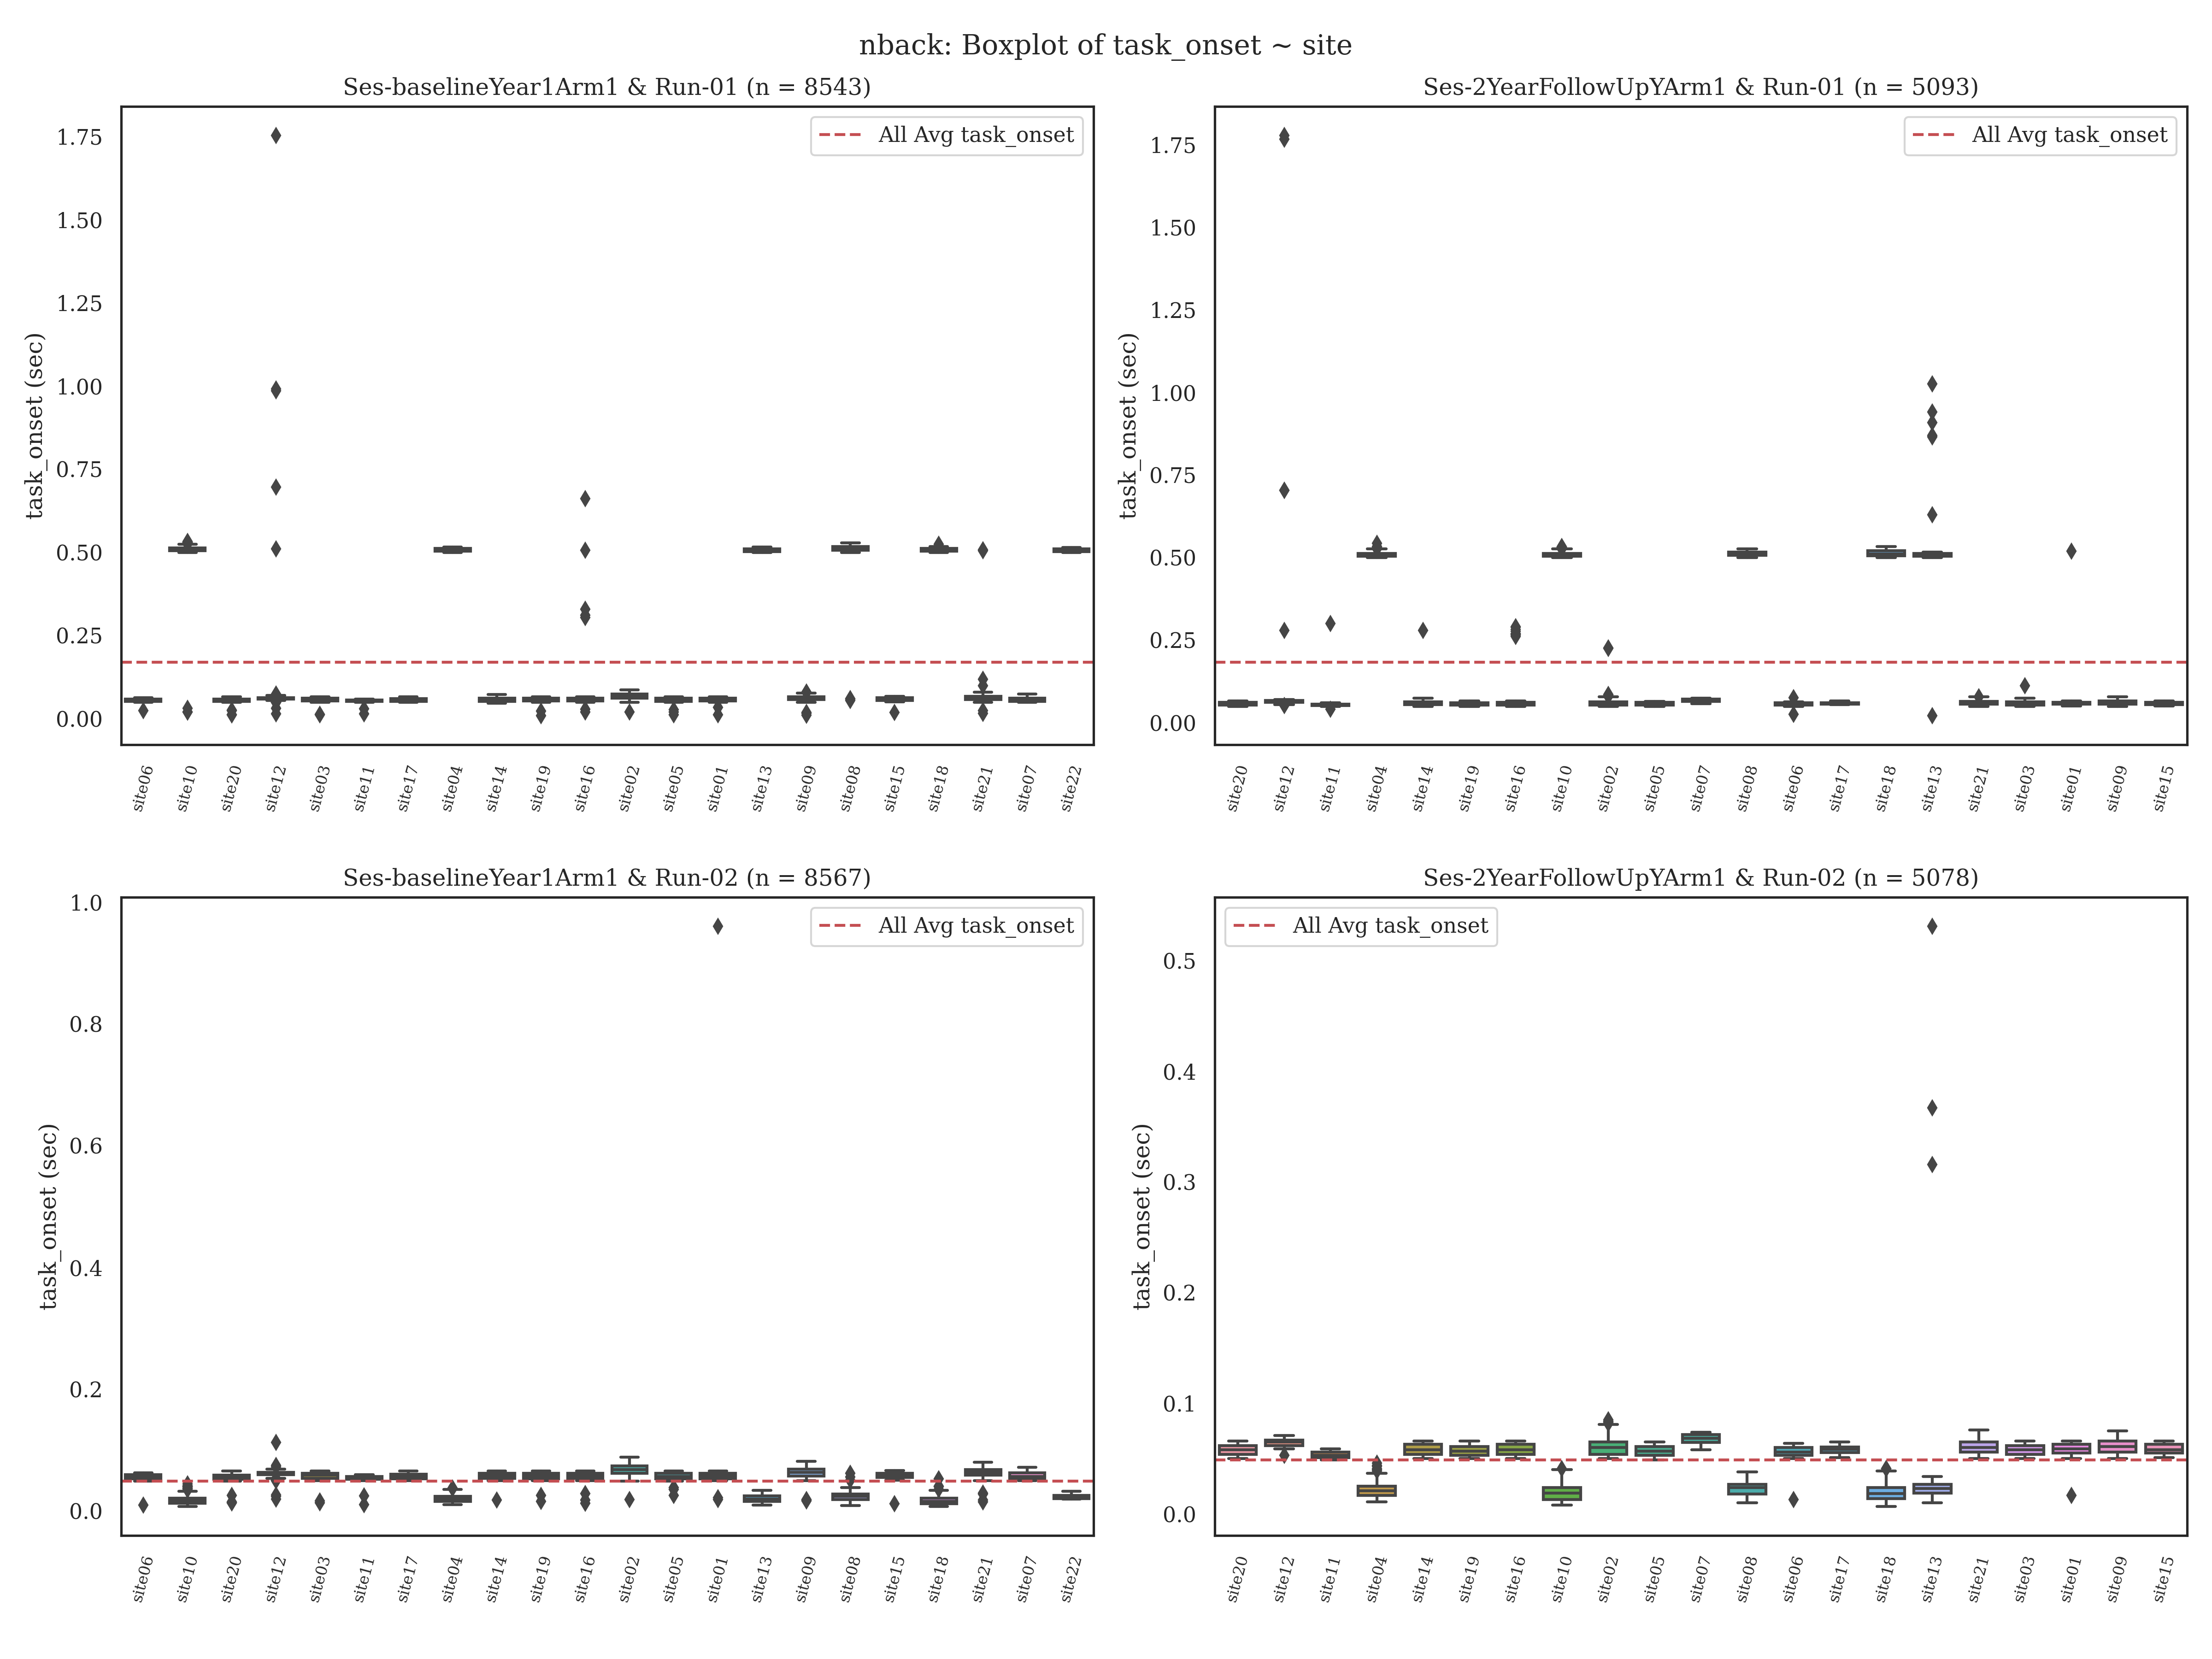 nback: Boxplot of task_onset ~ site
Ses-baselineYear1Arm1 & Run-01 (n = 8543)
All Avg task_onset
task_onset (sec)
1.75
1.50
1.25
1.00
0.75
0.50
0.25
0.00
site06 site10 site20 site12 site03 site11 site17 site04 site14 site19 site16 site02 site05 site01 site13 site09 site08 site15 site18 site21 site07 site22
Ses-2YearFollowUpYArm1 & Run-01 (n = 5093)
All Avg task_onset
task_onset (sec)
1.75
1.50
1.25
1.00
0.75
0.50
0.25
0.00
site20 site12 site11 site04 site14 site19 site16 site10 site02 site05 site07 site08 site06 site17 site18 site13 site21 site03 site01 site09 site15
Ses-baselineYear1Arm1 & Run-02 (n = 8567)
All Avg task_onset
task_onset (sec)
1.0
0.8
0.6
0.4
0.2
0.0
site06 site10 site20 site12 site03 site11 site17 site04 site14 site19 site16 site02 site05 site01 site13 site09 site08 site15 site18 site21 site07 site22
Ses-2YearFollowUpYArm1 & Run-02 (n = 5078)
All Avg task_onset
task_onset (sec)
0.5
0.4
0.3
0.2
0.1
0.0
site20 site12 site11 site04 site14 site19 site16 site10 site02 site05 site07 site08 site06 site17 site18 site13 site21 site03 site01 site09 site15